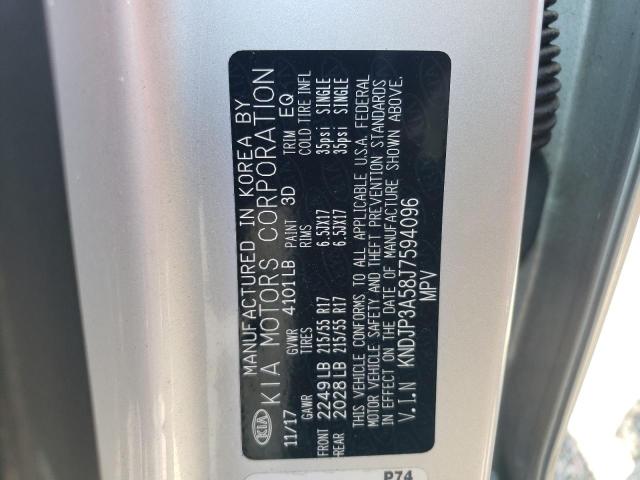 KIA
MANUFACTURED IN KOREA BY
KIA MOTORS CORPORATION
11/17 GVWR 4101LB PAINT 3D TRIM EQ
GAWR TIRES RIMS COLD TIRE INFL
FRONT 2249LB 215/55 R17 6.5JX17 35psi SINGLE
REAR 2028LB 215/55 R17 6.5JX17 35psi SINGLE
THIS VEHICLE CONFORMS TO ALL APPLICABLE U.S.A. FEDERAL
MOTOR VEHICLE SAFETY AND THEFT PREVENTION STANDARDS
IN EFFECT ON THE DATE OF MANUFACTURE SHOWN ABOVE.
V.I.N KNDJP3A58J7594096
MPV
P74